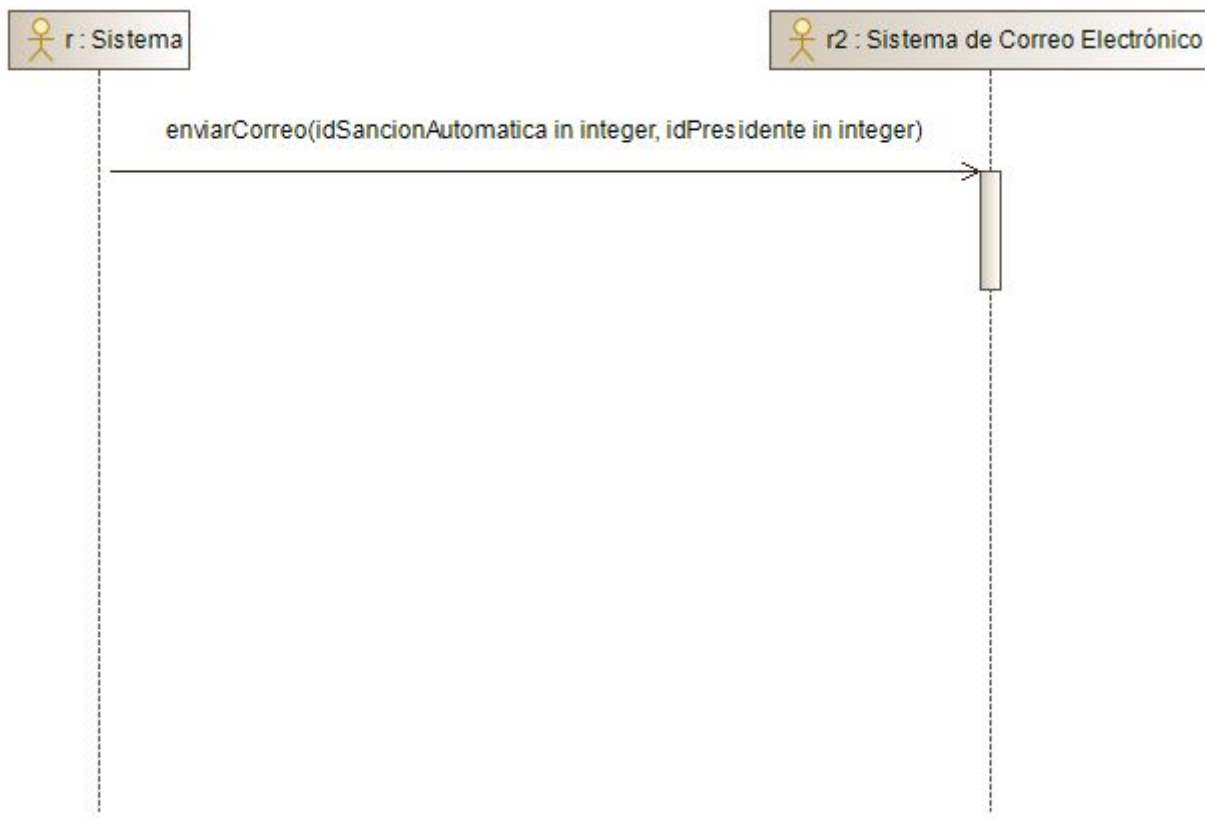 r : Sistema
r2 : Sistema de Correo Electrónico
enviarCorreo(idSancionAutomatica in integer, idPresidente in integer)